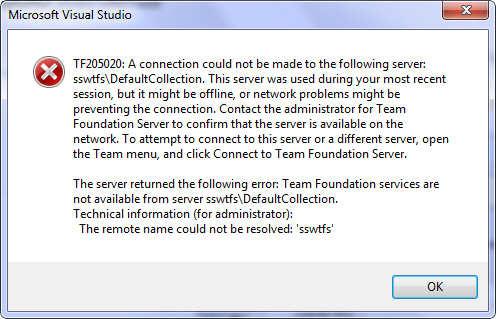 Microsoft Visual Studio
TF205020: A connection could not be made to the following server:
sswtfs\DefaultCollection. This server was used during your most recent
session, but it might be offline, or network problems might be
preventing the connection. Contact the administrator for Team
Foundation Server to confirm that the server is available on the
network. To attempt to connect to this server or a different server, open
the Team menu, and click Connect to Team Foundation Server.
The server returned the following error: Team Foundation services are
not available from server sswtfs\DefaultCollection.
Technical information (for administrator):
The remote name could not be resolved: 'sswtfs'
OK